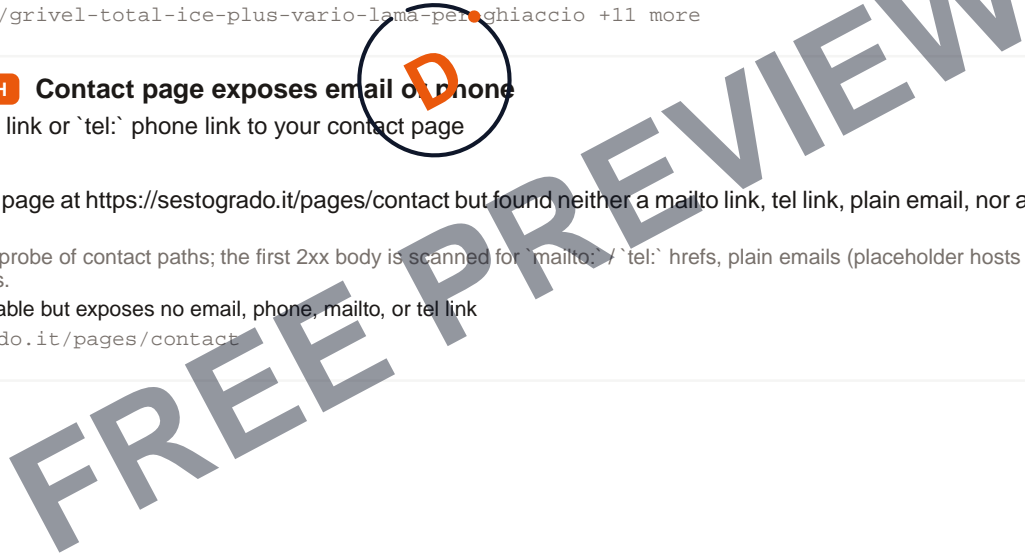 /grivel-total-ice-plus-vario-lama-per-ghiaccio +11 more
H Contact page exposes email or phone
link or `tel:` phone link to your contact page
page at https://sestogrado.it/pages/contact but found neither a mailto link, tel link, plain email, nor a
probe of contact paths; the first 2xx body is scanned for `mailto:` / `tel:` hrefs, plain emails (placeholder hosts
s.
able but exposes no email, phone, mailto, or tel link
do.it/pages/contact
D
FREE PREVIEW